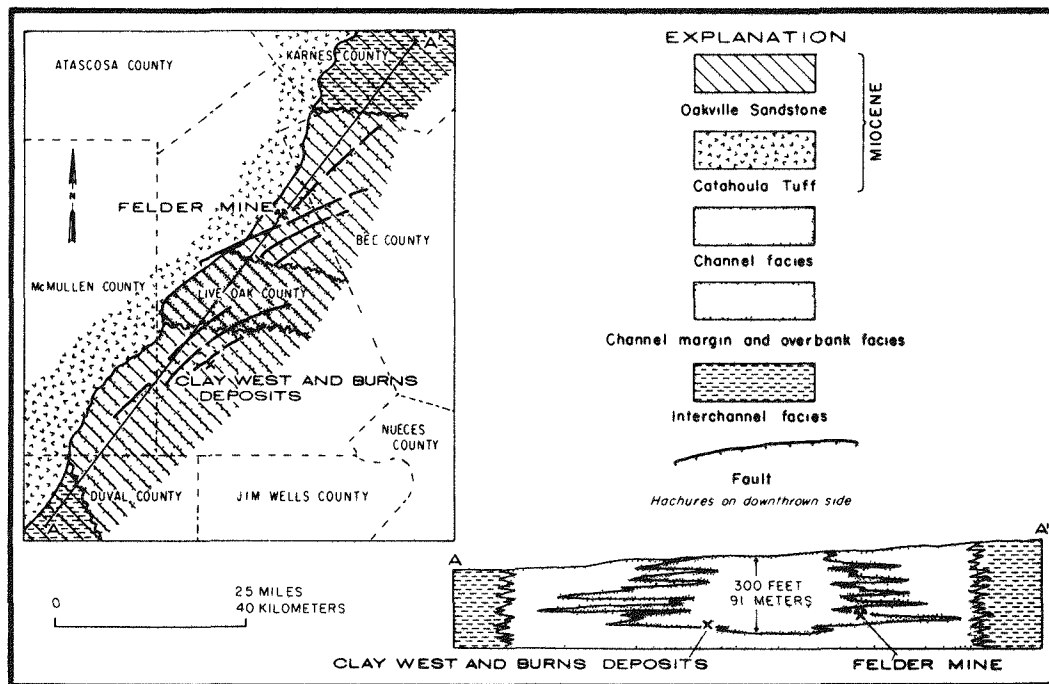 ATASCOSA COUNTY
KARNES COUNTY
A'
N
FELDER MINE
BEE COUNTY
McMULLEN COUNTY
LIVE OAK COUNTY
CLAY WEST AND BURNS
DEPOSITS
NUECES
COUNTY
DUVAL COUNTY
JIM WELLS COUNTY
A
0
25 MILES
40 KILOMETERS
EXPLANATION
Oakville Sandstone
Catahoula Tuff
MIOCENE
Channel facies
Channel margin and overbank facies
Interchannel facies
Fault
Hachures on downthrown side
A
A'
300 FEET
91 METERS
CLAY WEST AND BURNS DEPOSITS
FELDER MINE